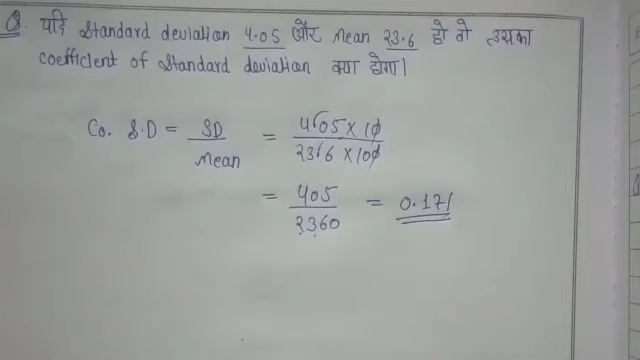 Q. यदि Standard deviation 4.05 और Mean 23.6 हो तो उसका
coefficient of Standard deviation क्या होगा।
Co. S.D = SD / Mean = 4.05 × 10 / 23.6 × 100
= 405 / 2360 = 0.171